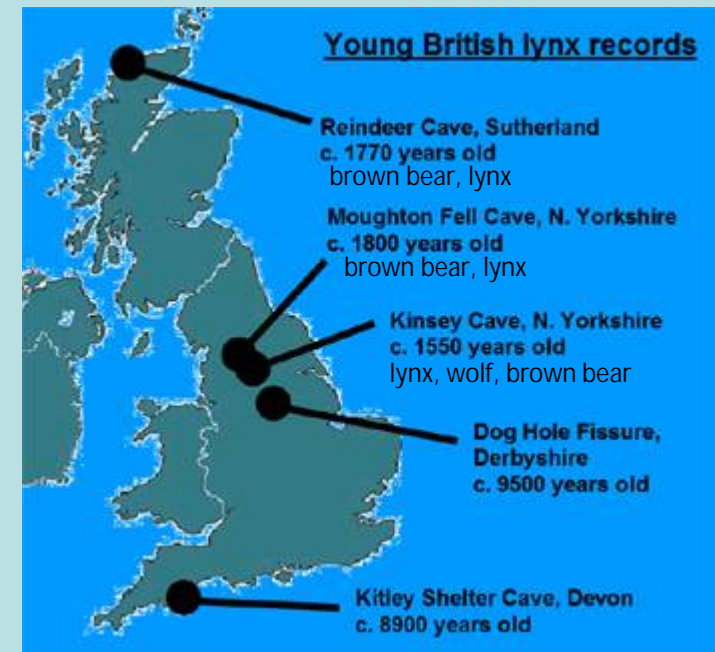 Young British lynx records
Reindeer Cave, Sutherland
c. 1770 years old
brown bear, lynx
Moughton Fell Cave, N. Yorkshire
c. 1800 years old
brown bear, lynx
Kinsey Cave, N. Yorkshire
c. 1550 years old
lynx, wolf, brown bear
Dog Hole Fissure,
Derbyshire
c. 9500 years old
Kitley Shelter Cave, Devon
c. 8900 years old